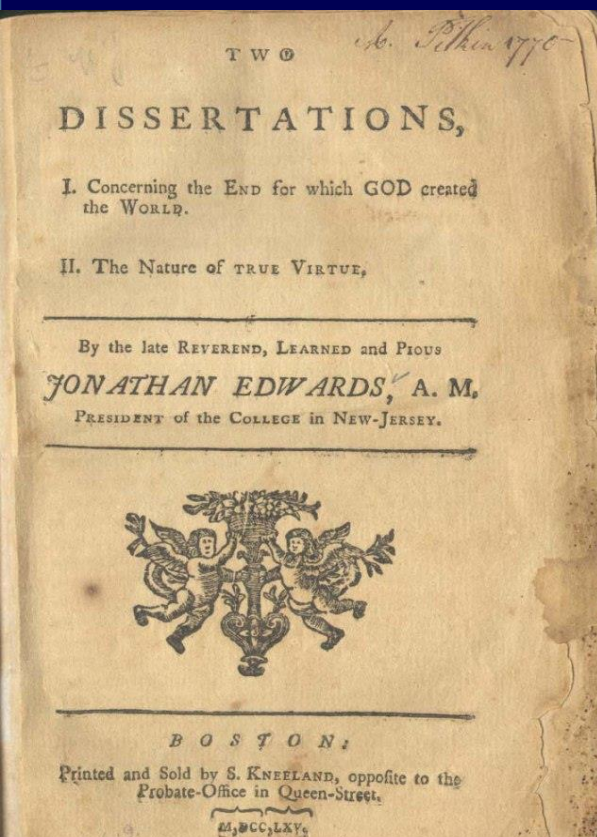 A. Pitkin 1770
TWO
DISSERTATIONS,
I. Concerning the END for which GOD created
the WORLD.
II. The Nature of TRUE VIRTUE,
By the late REVEREND, LEARNED and PIOUS
JONATHAN EDWARDS, A. M.
PRESIDENT of the COLLEGE in NEW-JERSEY.
BOSTON:
Printed and Sold by S. KNEELAND, opposite to the
Probate-Office in Queen-Street,
M,DCC,LXV.